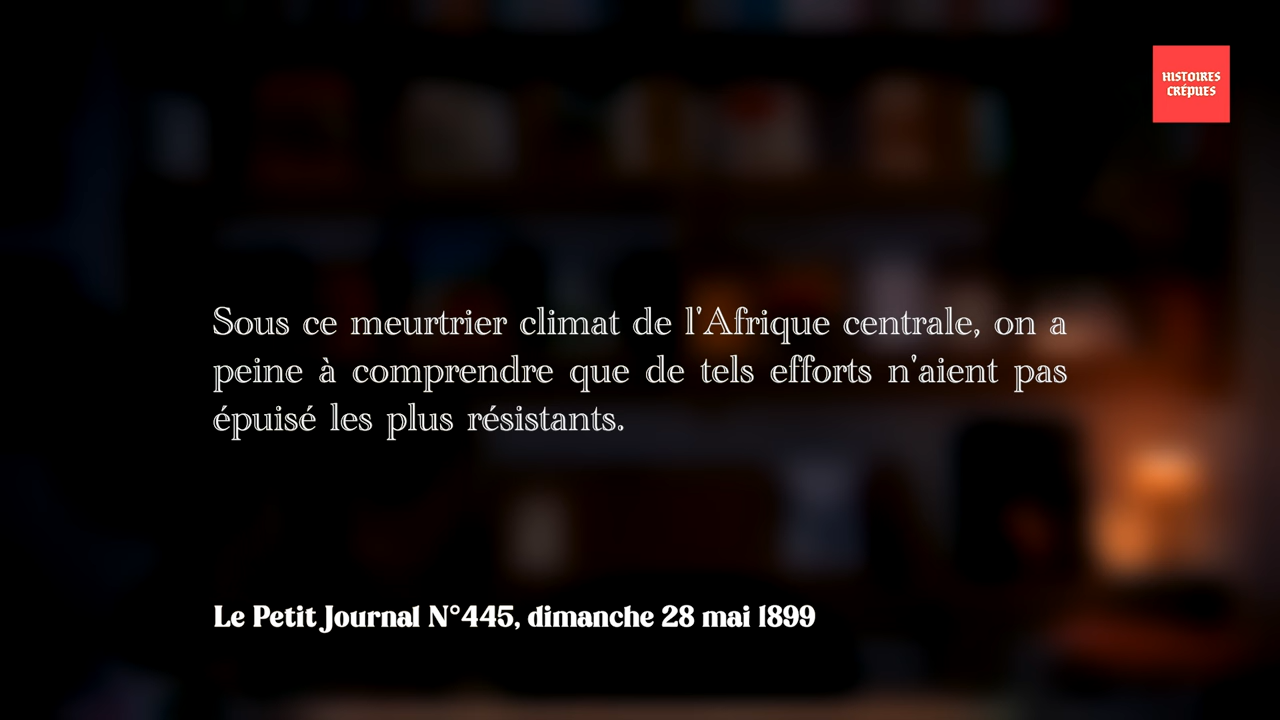 HISTOIRES
CRÉPUES
Sous ce meurtrier climat de l'Afrique centrale, on a
peine à comprendre que de tels efforts n'aient pas
épuisé les plus résistants.
Le Petit Journal N°445, dimanche 28 mai 1899